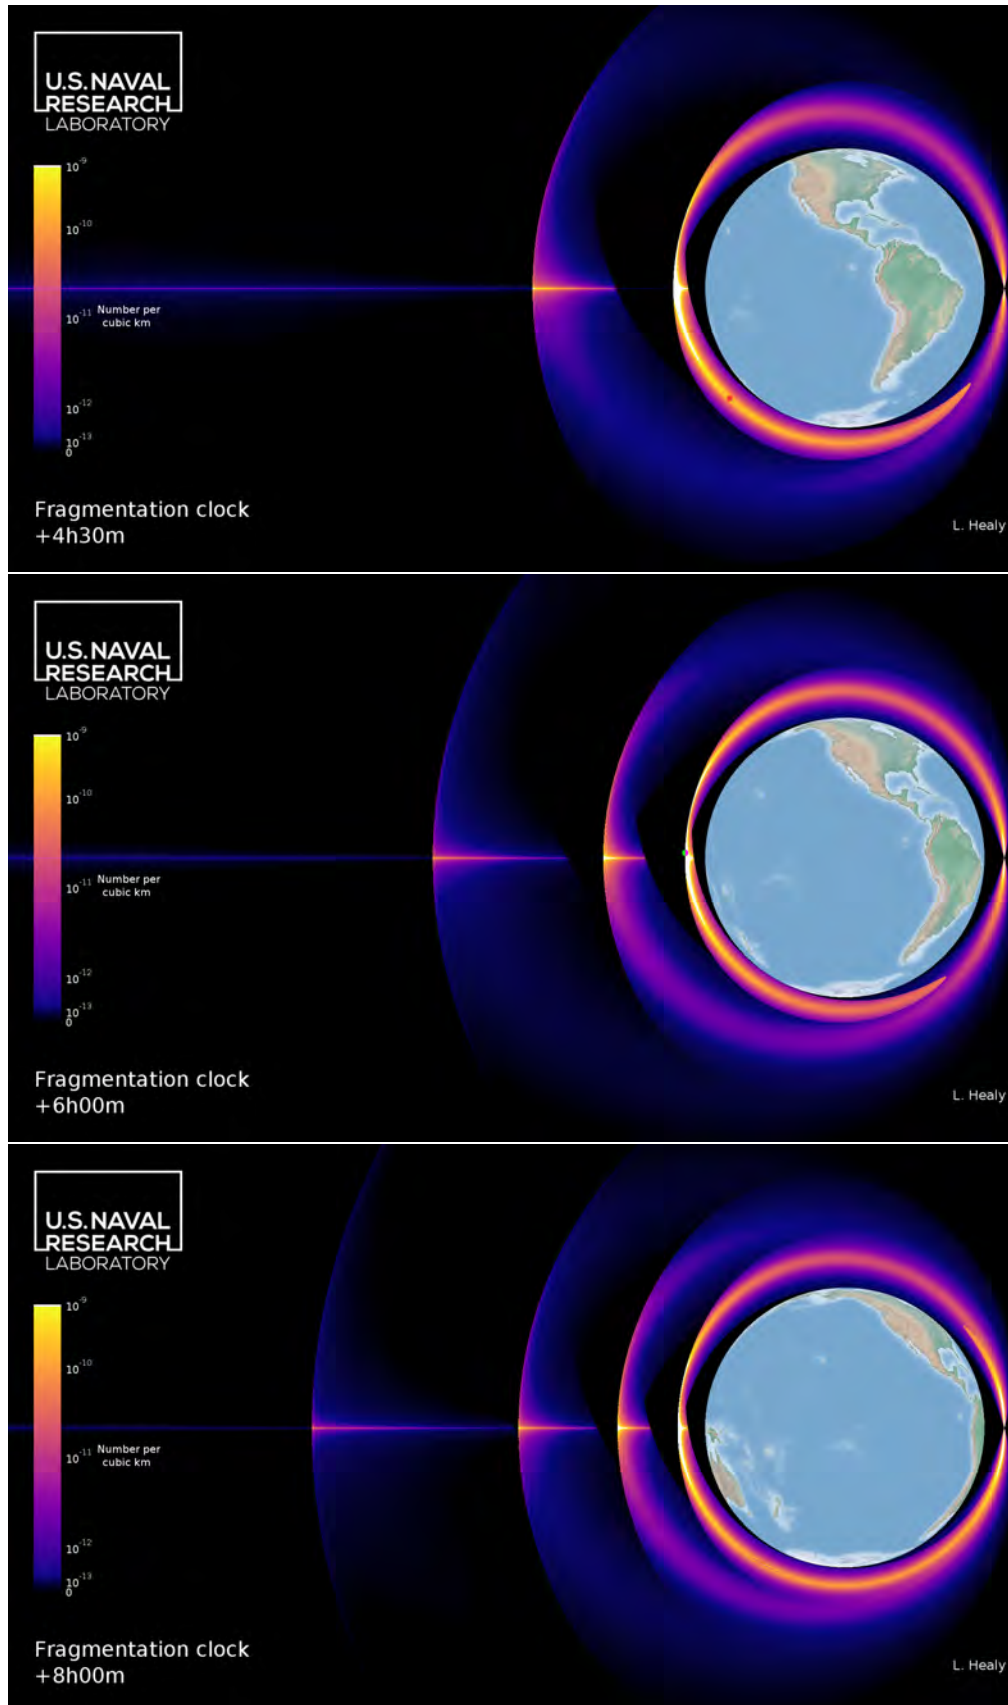 U.S. NAVAL
RESEARCH
LABORATORY
10-9
10-10
10-11
Number per
cubic km
10-12
10-13
0
Fragmentation clock
+4h30m
L. Healy
U.S. NAVAL
RESEARCH
LABORATORY
10-9
10-10
10-11
Number per
cubic km
10-12
10-13
0
Fragmentation clock
+6h00m
L. Healy
U.S. NAVAL
RESEARCH
LABORATORY
10-9
10-10
10-11
Number per
cubic km
10-12
10-13
0
Fragmentation clock
+8h00m
L. Healy